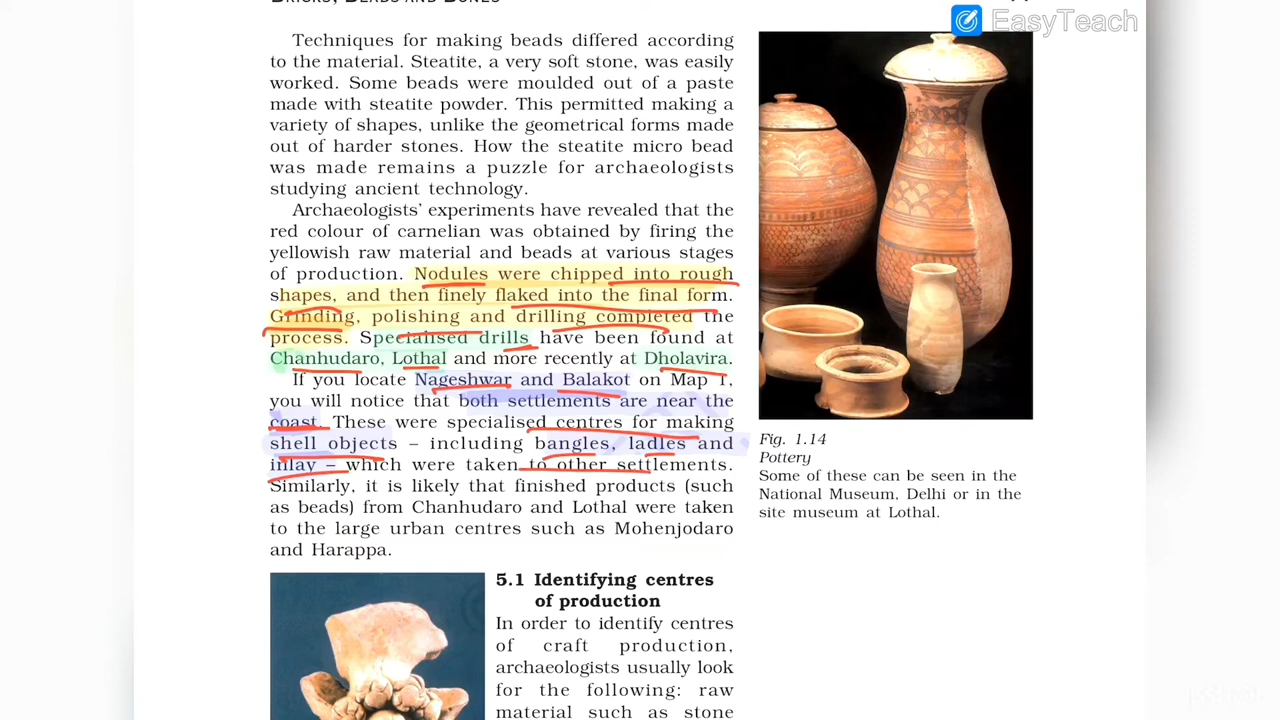 BRICKS, BEADS AND BONES
EasyTeach
Techniques for making beads differed according
to the material. Steatite, a very soft stone, was easily
worked. Some beads were moulded out of a paste
made with steatite powder. This permitted making a
variety of shapes, unlike the geometrical forms made
out of harder stones. How the steatite micro bead
was made remains a puzzle for archaeologists
studying ancient technology.
Archaeologists’ experiments have revealed that the
red colour of carnelian was obtained by firing the
yellowish raw material and beads at various stages
of production. Nodules were chipped into rough
shapes, and then finely flaked into the final form.
Grinding, polishing and drilling completed the
process. Specialised drills have been found at
Chanhudaro, Lothal and more recently at Dholavira.
If you locate Nageshwar and Balakot on Map 1,
you will notice that both settlements are near the
coast. These were specialised centres for making
shell objects – including bangles, ladles and
inlay – which were taken to other settlements.
Similarly, it is likely that finished products (such
as beads) from Chanhudaro and Lothal were taken
to the large urban centres such as Mohenjodaro
and Harappa.
Fig. 1.14
Pottery
Some of these can be seen in the
National Museum, Delhi or in the
site museum at Lothal.
5.1 Identifying centres
of production
In order to identify centres
of craft production,
archaeologists usually look
for the following: raw
material such as stone